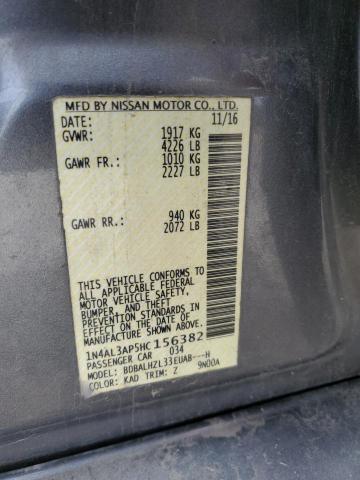 MFD BY NISSAN MOTOR CO., LTD.
DATE: 11/16
GVWR: 1917 KG
4226 LB
GAWR FR.: 1010 KG
2227 LB
GAWR RR.: 940 KG
2072 LB
THIS VEHICLE CONFORMS TO
ALL APPLICABLE FEDERAL
MOTOR VEHICLE SAFETY,
BUMPER, AND THEFT
PREVENTION STANDARDS IN
EFFECT ON THE DATE OF
MANUFACTURE SHOWN ABOVE.
1N4AL3AP5HC156382
PASSENGER CAR 034
MODEL: BDBALHZL33EUAB---H
COLOR: KAD TRIM: Z 9N00A